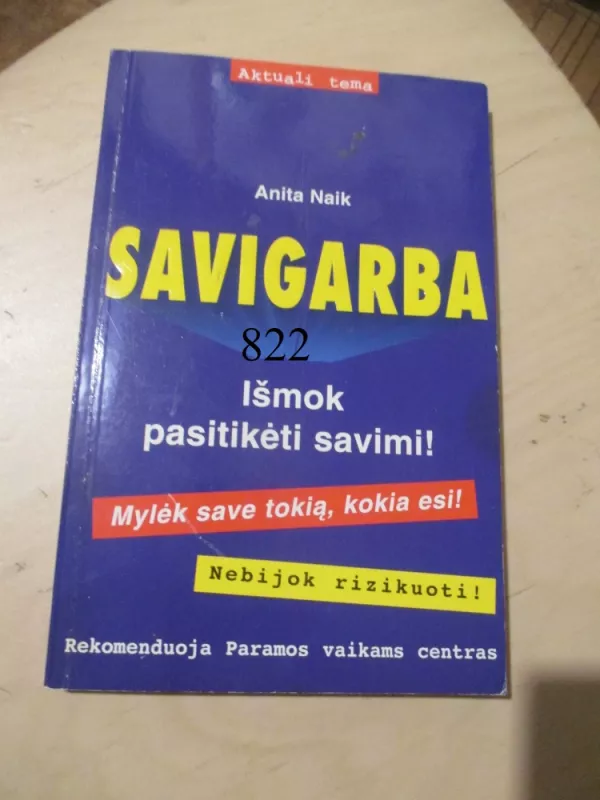 Aktuali tema
Anita Naik
SAVIGARBA
822
Išmok
pasitikėti savimi!
Mylėk save tokią, kokia esi!
Nebijok rizikuoti!
Rekomenduoja Paramos vaikams centras